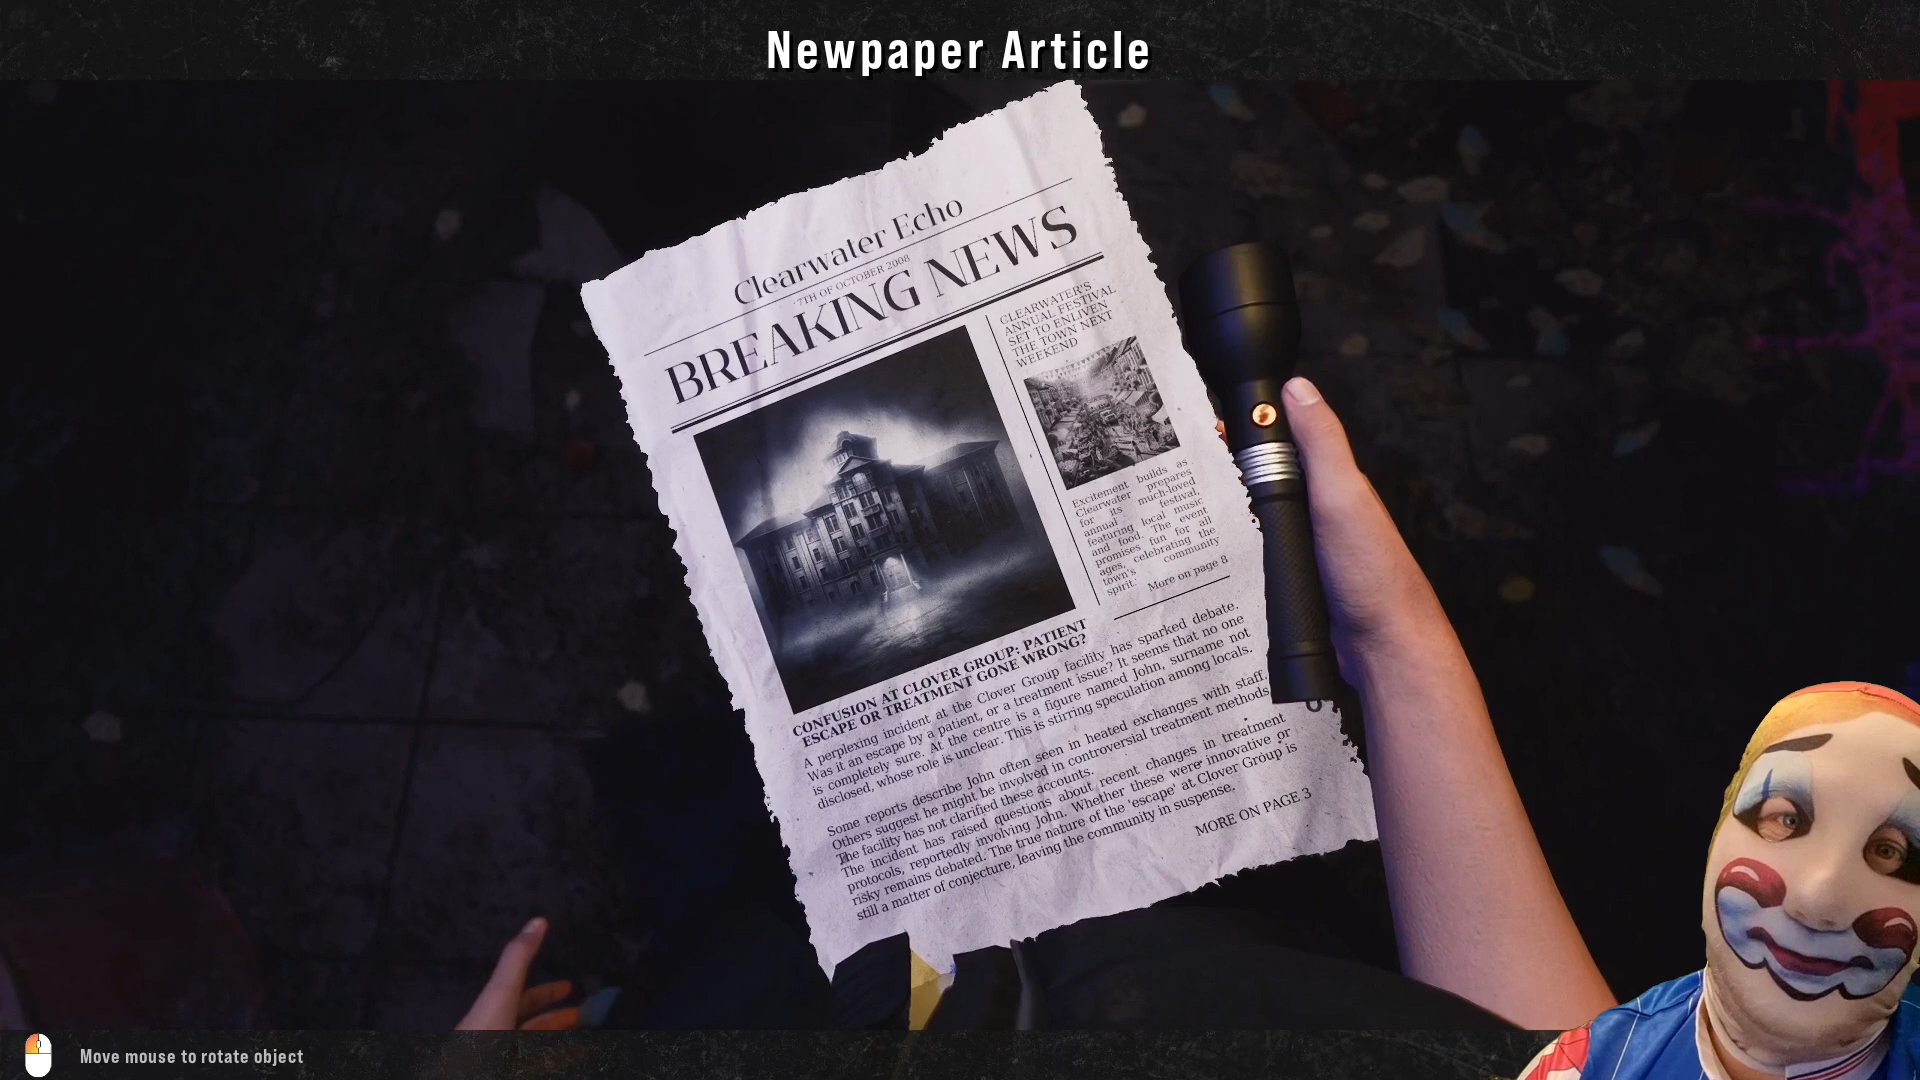 Newpaper Article
Clearwater Echo
7TH OF OCTOBER 2008
BREAKING NEWS
CLEARWATER'S
ANNUAL FESTIVAL
SET TO ENLIVEN
THE TOWN NEXT
WEEKEND
Excitement builds as
Clearwater prepares
for its much-loved
annual festival,
featuring local music
and food. The event
promises fun for all
ages, celebrating the
town's community
spirit.
More on page 8
CONFUSION AT CLOVER GROUP: PATIENT
ESCAPE OR TREATMENT GONE WRONG?
A perplexing incident at the Clover Group facility has sparked debate.
Was it an escape by a patient, or a treatment issue? It seems that no one
is completely sure. At the centre is a figure named John, surname not
disclosed, whose role is unclear. This is stirring speculation among locals.
Some reports describe John often seen in heated exchanges with staff.
Others suggest he might be involved in controversial treatment methods.
The facility has not clarified these accounts.
The incident has raised questions about recent changes in treatment
protocols, reportedly involving John. Whether these were innovative or
risky remains debated. The true nature of the 'escape' at Clover Group is
still a matter of conjecture, leaving the community in suspense.
MORE ON PAGE 3
Move mouse to rotate object